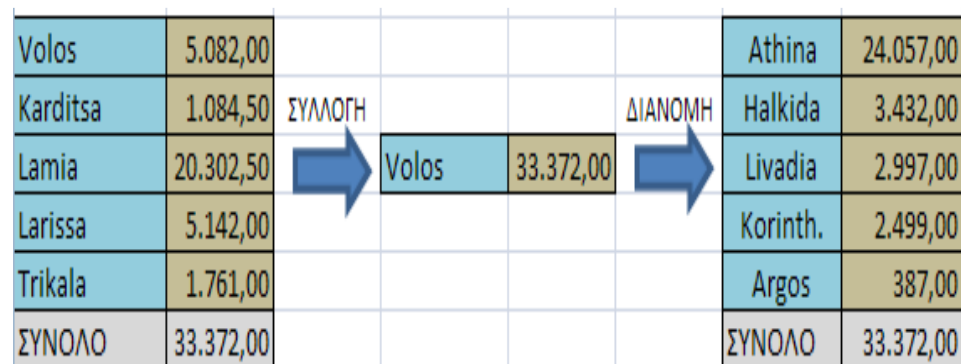 Volos 5.082,00 Athina 24.057,00
Karditsa 1.084,50 ΣΥΛΛΟΓΗ ΔΙΑΝΟΜΗ Halkida 3.432,00
Lamia 20.302,50 Volos 33.372,00 Livadia 2.997,00
Larissa 5.142,00 Korinth. 2.499,00
Trikala 1.761,00 Argos 387,00
ΣΥΝΟΛΟ 33.372,00 ΣΥΝΟΛΟ 33.372,00